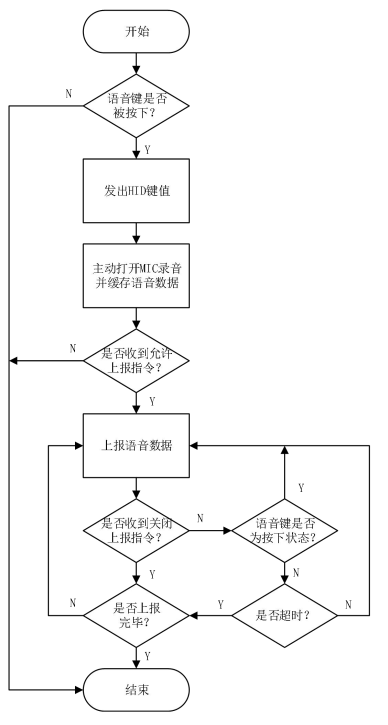 开始
N
语音键是否
被按下?
Y
发出HID键值
主动打开MIC录音
并缓存语音数据
N
是否收到允许
上报指令?
Y
上报语音数据
Y
是否收到关闭
上报指令?
N
语音键是否
为按下状态?
Y
N
N
是否上报
完毕?
Y
是否超时?
N
Y
结束